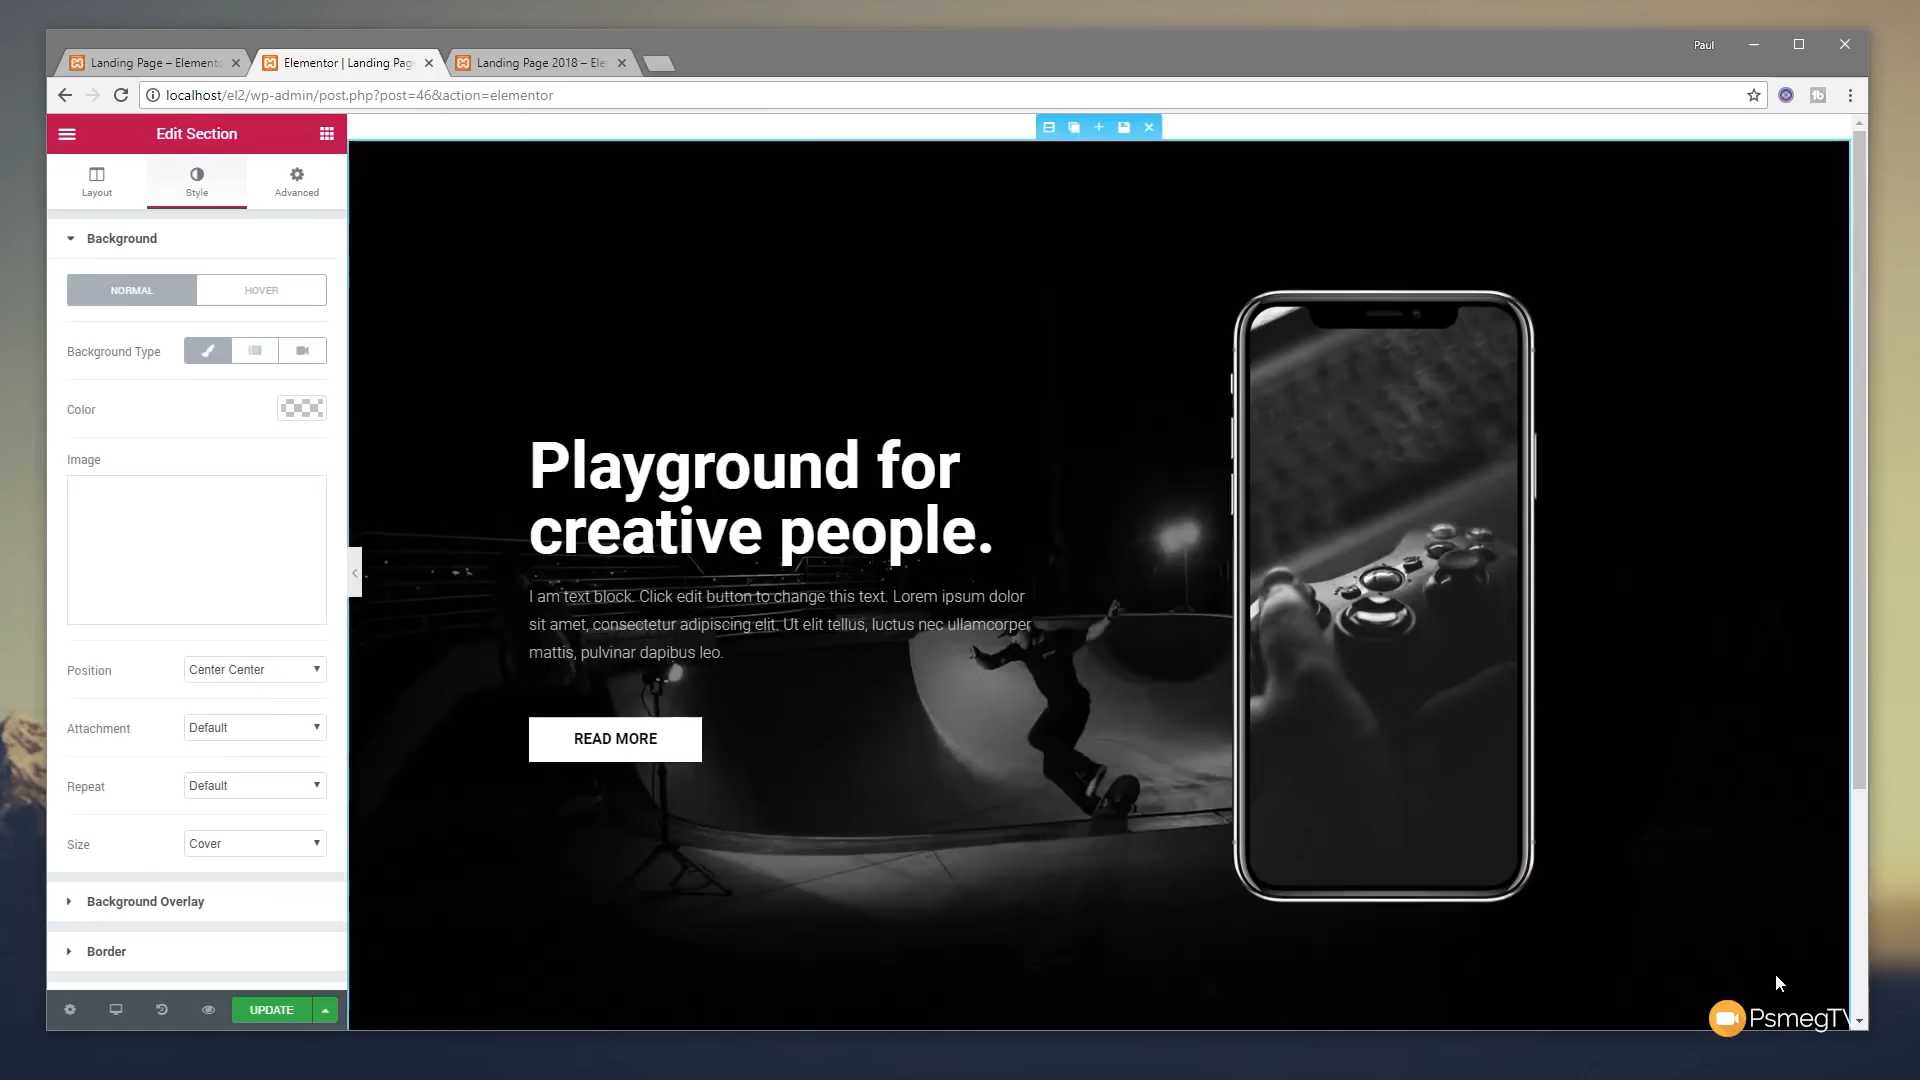 Paul
Landing Page – Element
Elementor | Landing Pag
Landing Page 2018 – Ele
localhost/el2/wp-admin/post.php?post=46&action=elementor
Edit Section
Layout
Style
Advanced
Background
NORMAL
HOVER
Background Type
Color
Image
Position
Center Center
Attachment
Default
Repeat
Default
Size
Cover
Background Overlay
Border
UPDATE
Playground for
creative people.
I am text block. Click edit button to change this text. Lorem ipsum dolor
sit amet, consectetur adipiscing elit. Ut elit tellus, luctus nec ullamcorper
mattis, pulvinar dapibus leo.
READ MORE
PsmegTV